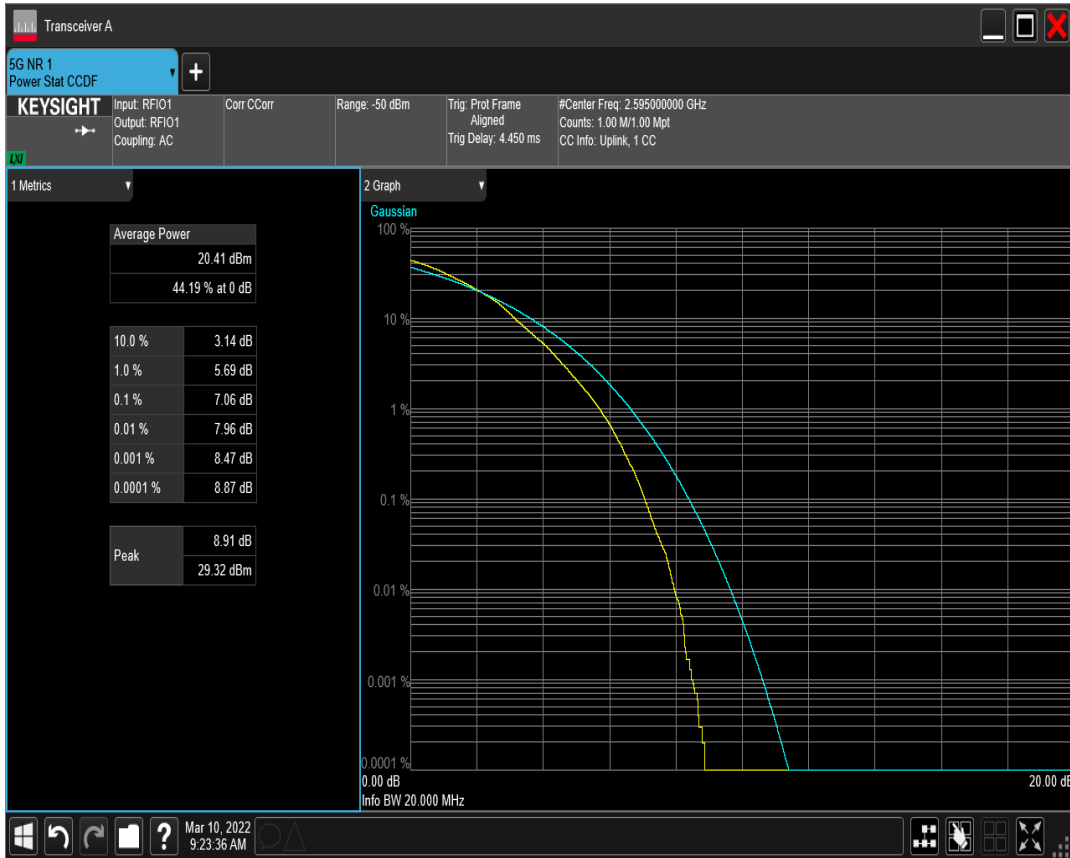 Transceiver A
5G NR 1
Power Stat CCDF
+
KEYSIGHT
LXI
Input: RFIO1
Output: RFIO1
Coupling: AC
Corr CCorr
Range: -50 dBm
Trig: Prot Frame
Aligned
Trig Delay: 4.450 ms
#Center Freq: 2.595000000 GHz
Counts: 1.00 M/1.00 Mpt
CC Info: Uplink, 1 CC
1 Metrics
Average Power
20.41 dBm
44.19 % at 0 dB
10.0 % 3.14 dB
1.0 % 5.69 dB
0.1 % 7.06 dB
0.01 % 7.96 dB
0.001 % 8.47 dB
0.0001 % 8.87 dB
Peak 8.91 dB
29.32 dBm
2 Graph
Gaussian
100 %
10 %
1 %
0.1 %
0.01 %
0.001 %
0.0001 %
0.00 dB 20.00 dB
Info BW 20.000 MHz
?
Mar 10, 2022
9:23:36 AM